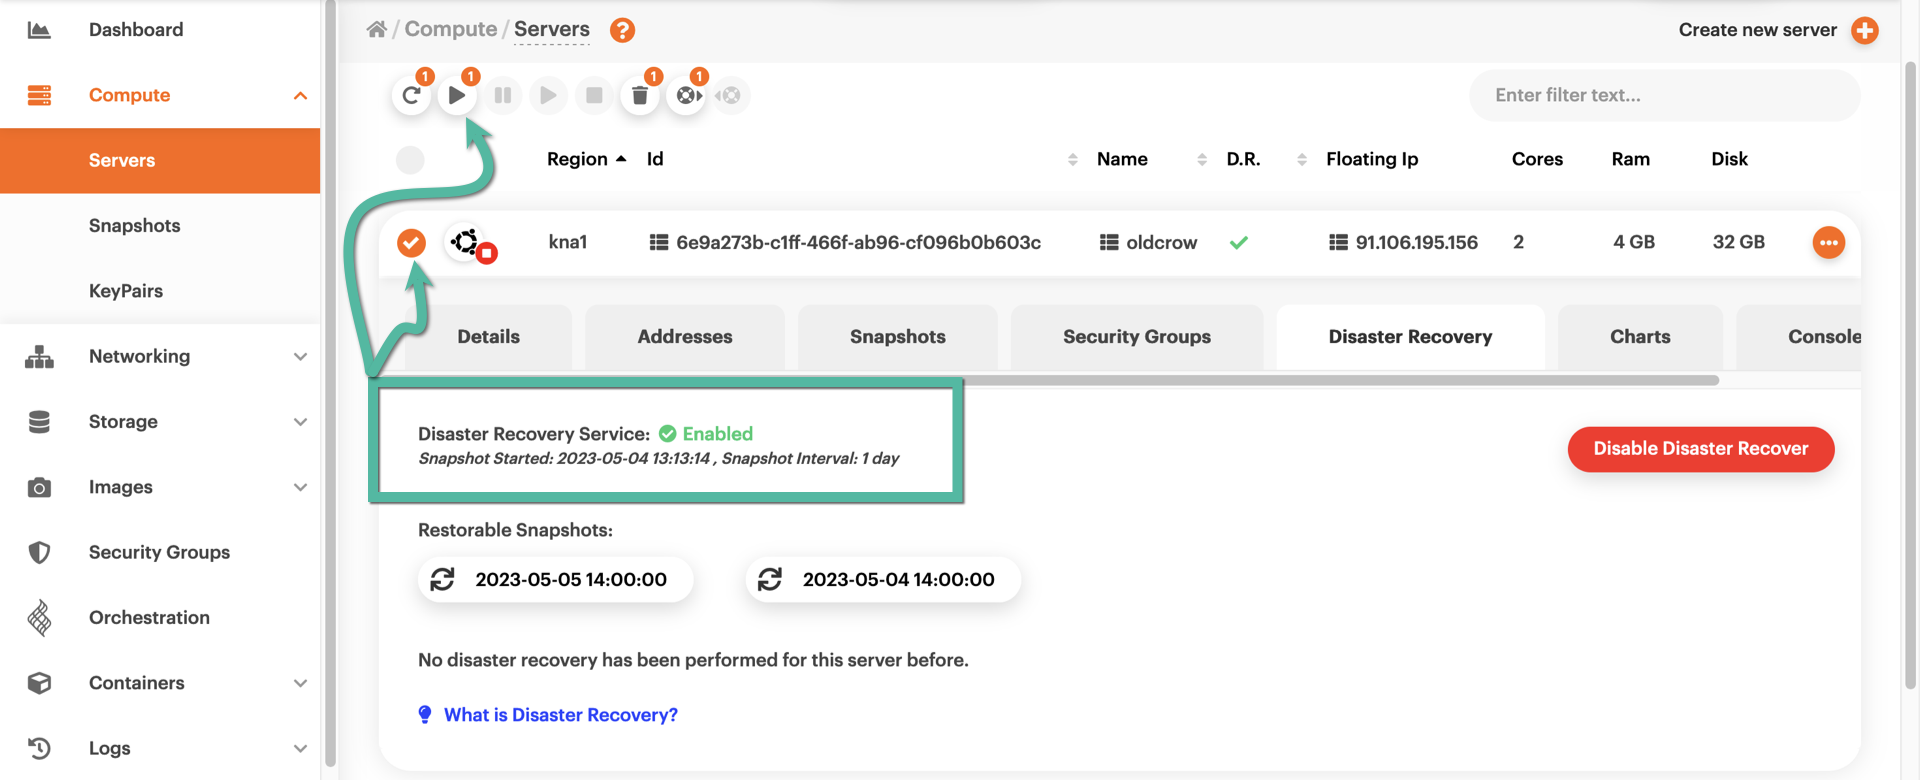 Dashboard
Compute
Servers
Snapshots
KeyPairs
Networking
Storage
Images
Security Groups
Orchestration
Containers
Logs
/ Compute / Servers ?
Create new server
1 1 1 1
Enter filter text...
Region Id Name D.R. Floating Ip Cores Ram Disk
kna1 6e9a273b-c1ff-466f-ab96-cf096b0b603c oldcrow 91.106.195.156 2 4 GB 32 GB
Details Addresses Snapshots Security Groups Disaster Recovery Charts Console
Disaster Recovery Service: Enabled
Snapshot Started: 2023-05-04 13:13:14 , Snapshot Interval: 1 day
Disable Disaster Recover
Restorable Snapshots:
2023-05-05 14:00:00 2023-05-04 14:00:00
No disaster recovery has been performed for this server before.
What is Disaster Recovery?